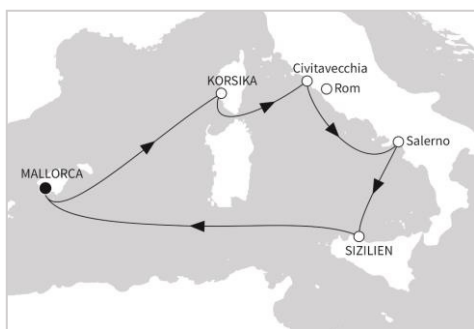 Civitavecchia
KORSIKA
Rom
Salerno
MALLORCA
SIZILIEN